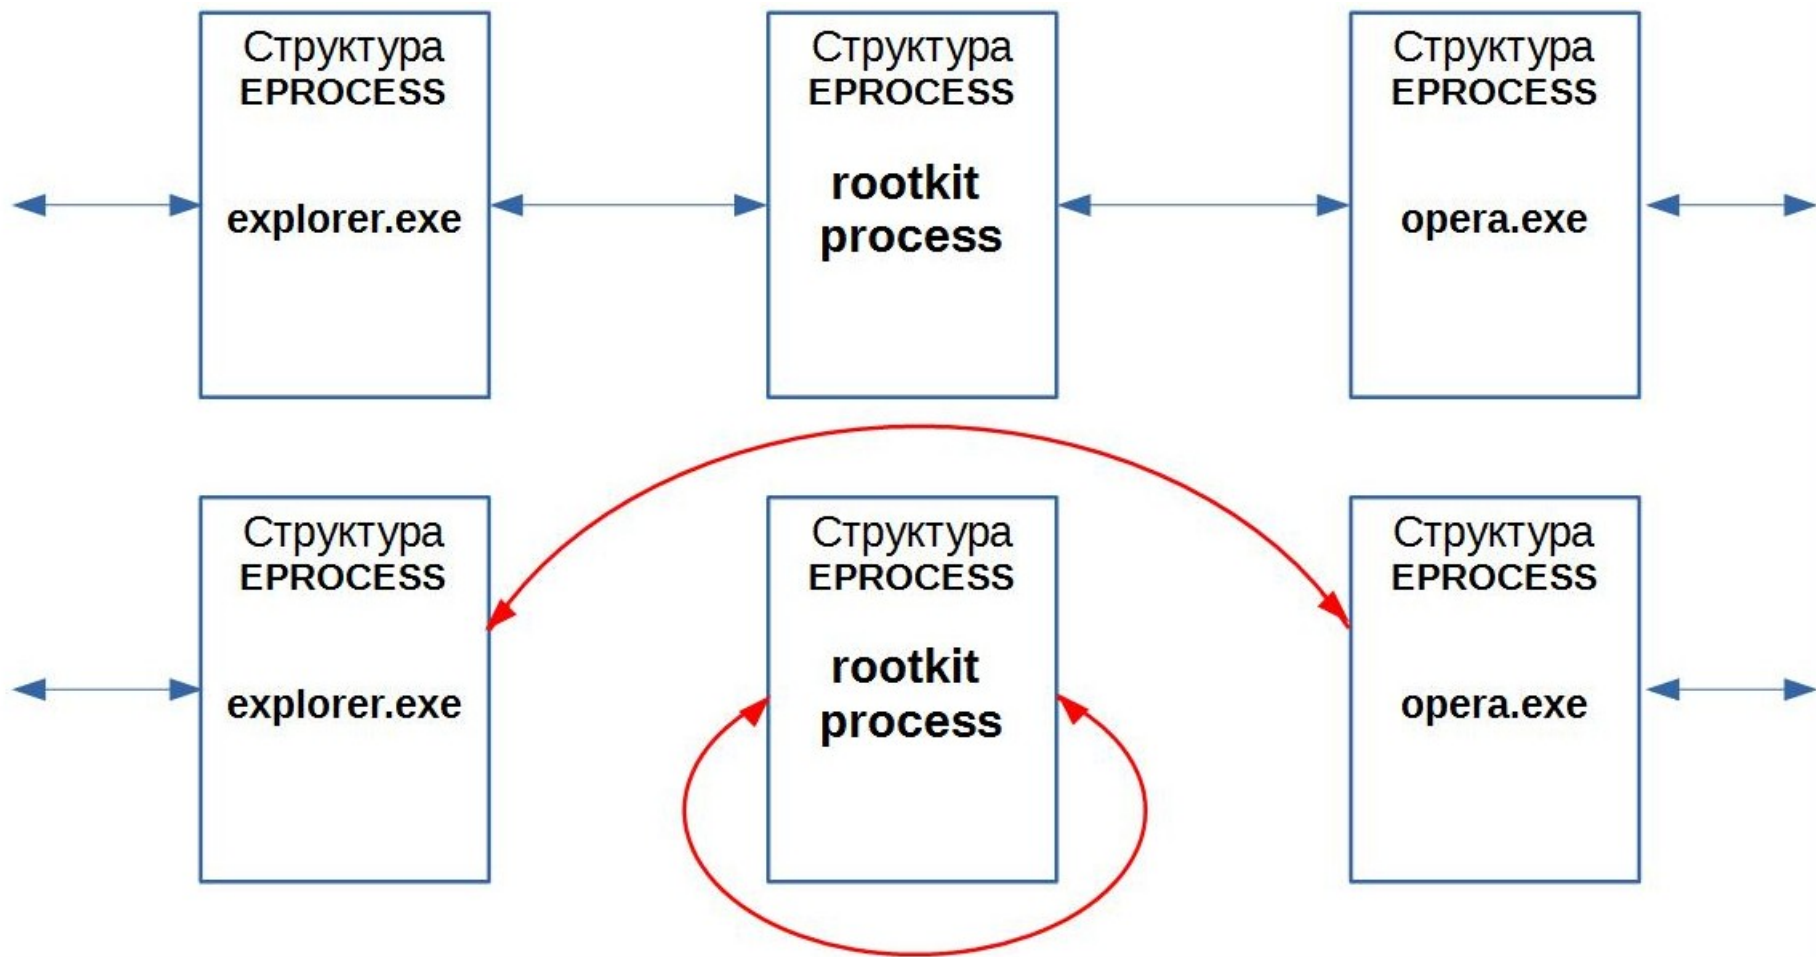 Структура
EPROCESS
explorer.exe
Структура
EPROCESS
rootkit
process
Структура
EPROCESS
opera.exe
Структура
EPROCESS
explorer.exe
Структура
EPROCESS
rootkit
process
Структура
EPROCESS
opera.exe